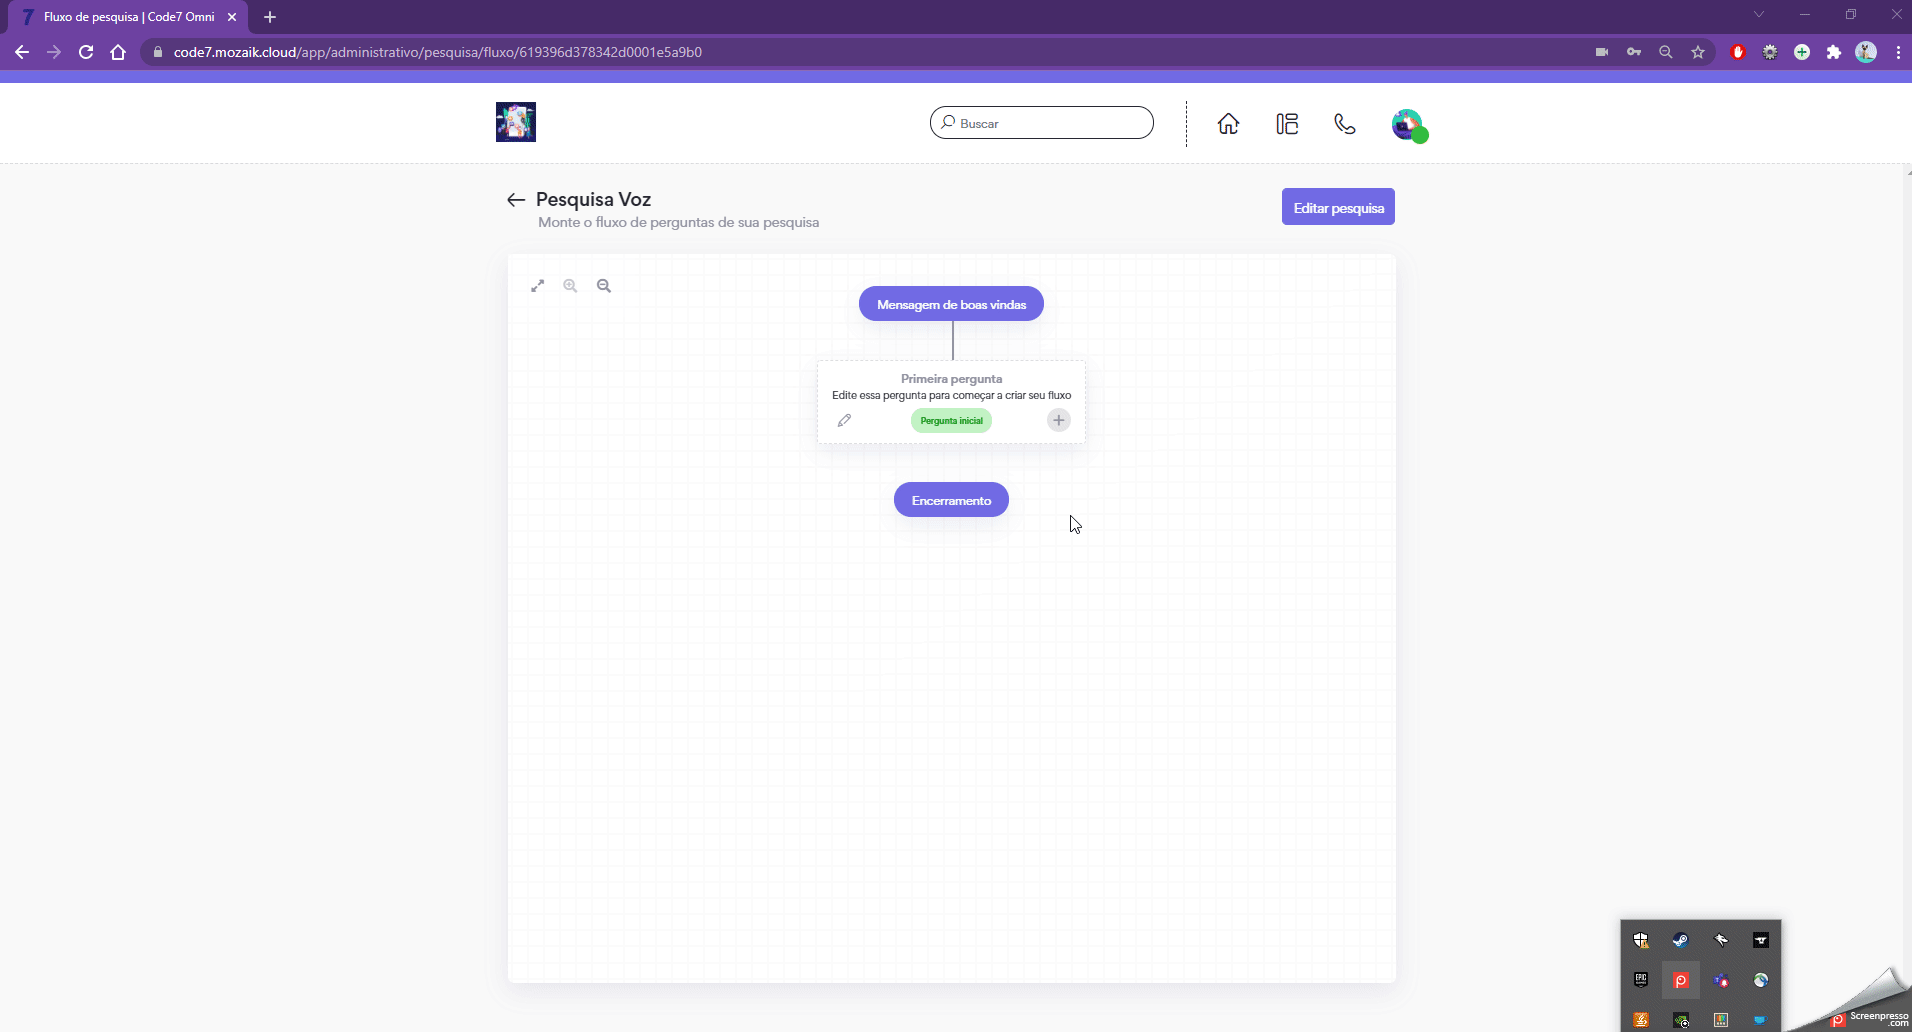 7 Fluxo de pesquisa | Code7 Omni
code7.mozaik.cloud/app/administrativo/pesquisa/fluxo/619396d378342d0001e5a9b0
Buscar
Pesquisa Voz
Monte o fluxo de perguntas de sua pesquisa
Editar pesquisa
Mensagem de boas vindas
Primeira pergunta
Edite essa pergunta para começar a criar seu fluxo
Pergunta inicial
Encerramento
EPIC
Screenpresso
.com